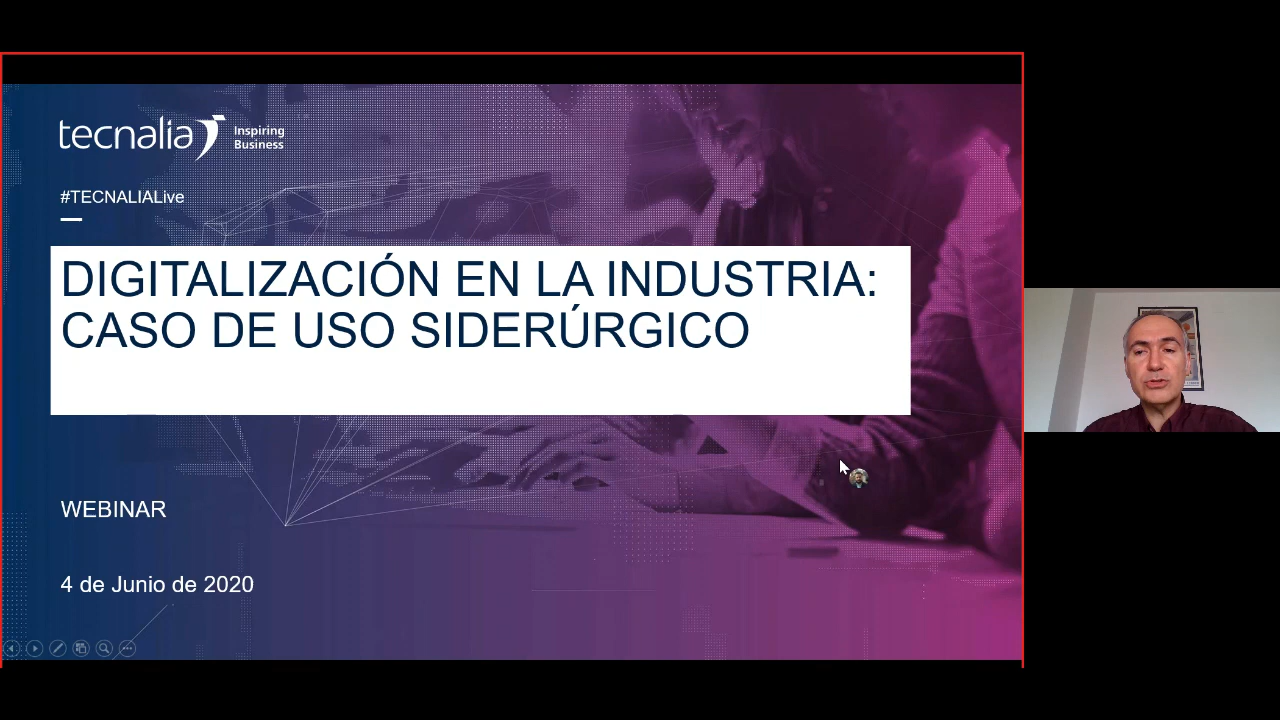 tecnalia
Inspiring
Business
#TECNALIALive
DIGITALIZACIÓN EN LA INDUSTRIA:
CASO DE USO SIDERÚRGICO
WEBINAR
4 de Junio de 2020